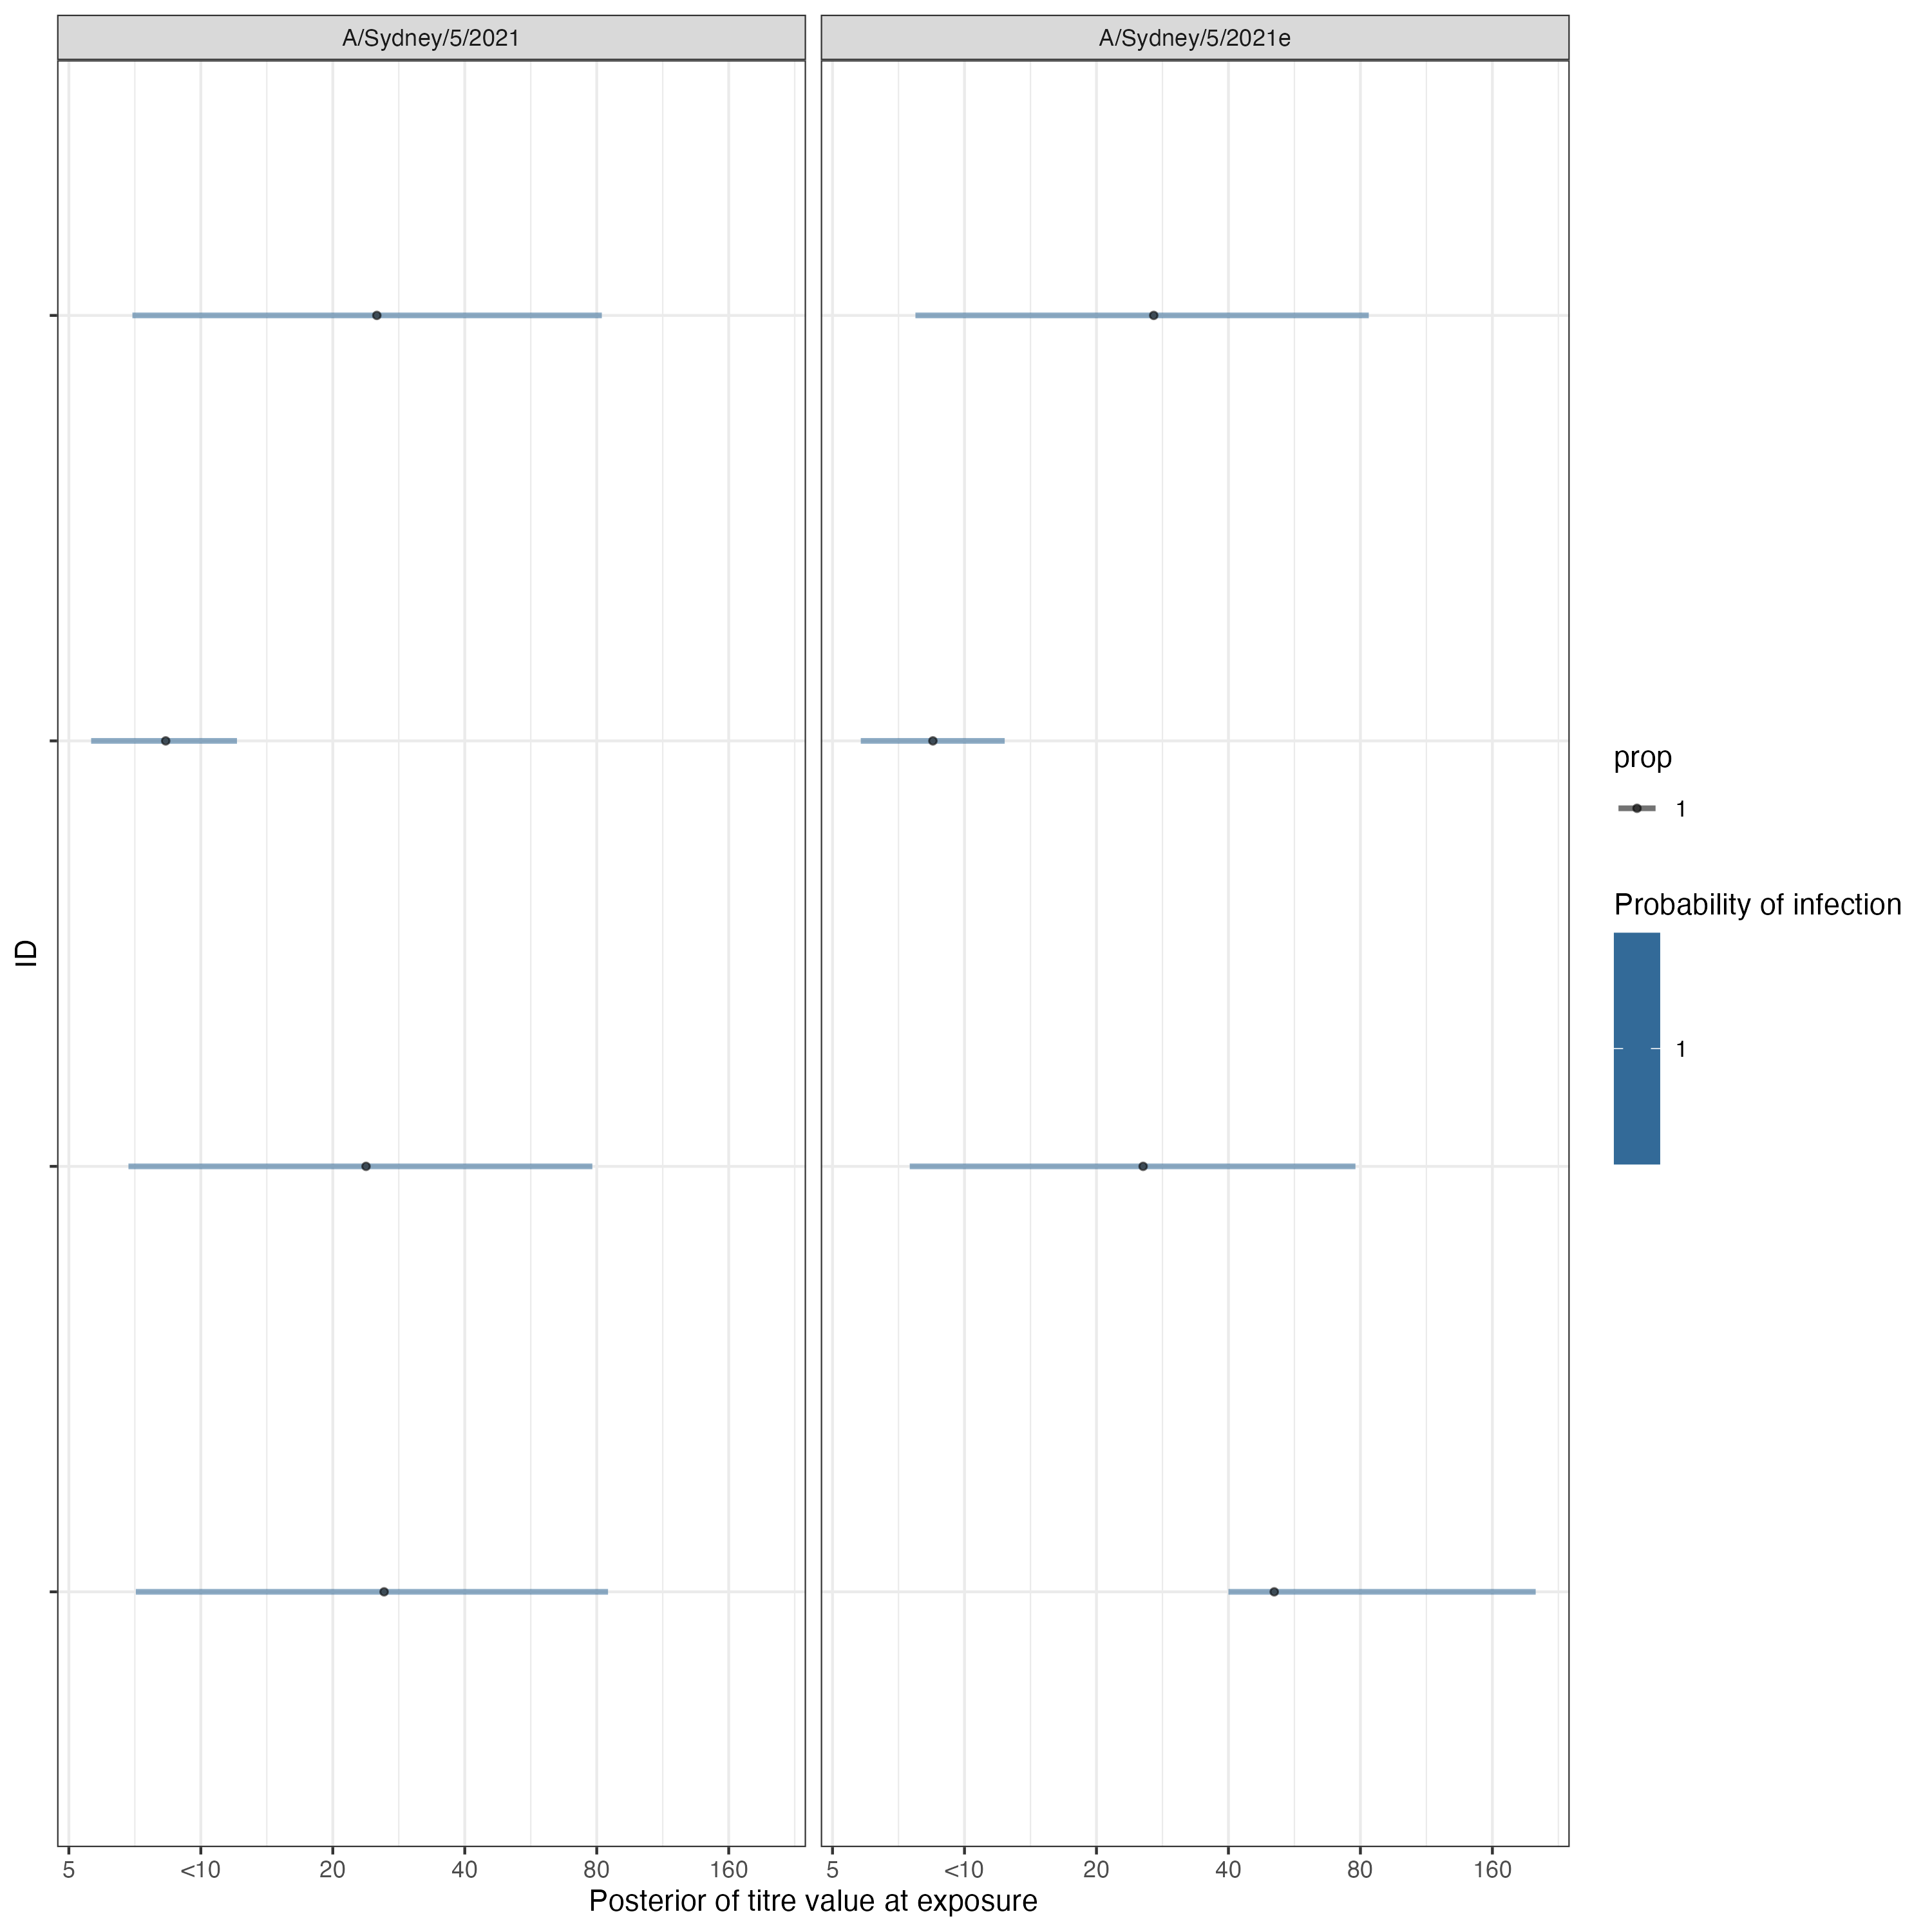 A/Sydney/5/2021
A/Sydney/5/2021e
ID
prop
1
Probability of infection
1
5 <10 20 40 80 160
5 <10 20 40 80 160
Posterior of titre value at exposure